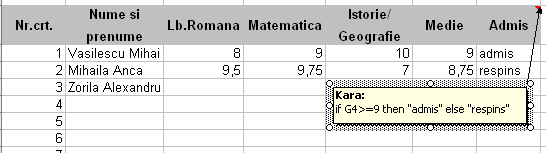 Nr.crt. Nume si prenume Lb.Romana Matematica Istorie/ Geografie Medie Admis
1 Vasilescu Mihai 8 9 10 9 admis
2 Mihaila Anca 9,5 9,75 7 8,75 respins
3 Zorila Alexandru
Kara:
4
if G4>=9 then "admis" else "respins"
5
6
7